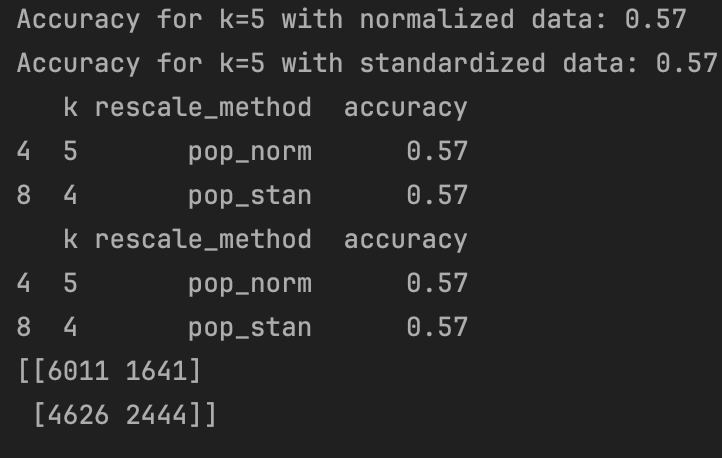 Accuracy for k=5 with normalized data: 0.57
Accuracy for k=5 with standardized data: 0.57
   k rescale_method  accuracy
4  5       pop_norm      0.57
8  4       pop_stan      0.57
   k rescale_method  accuracy
4  5       pop_norm      0.57
8  4       pop_stan      0.57
[[6011 1641]
 [4626 2444]]